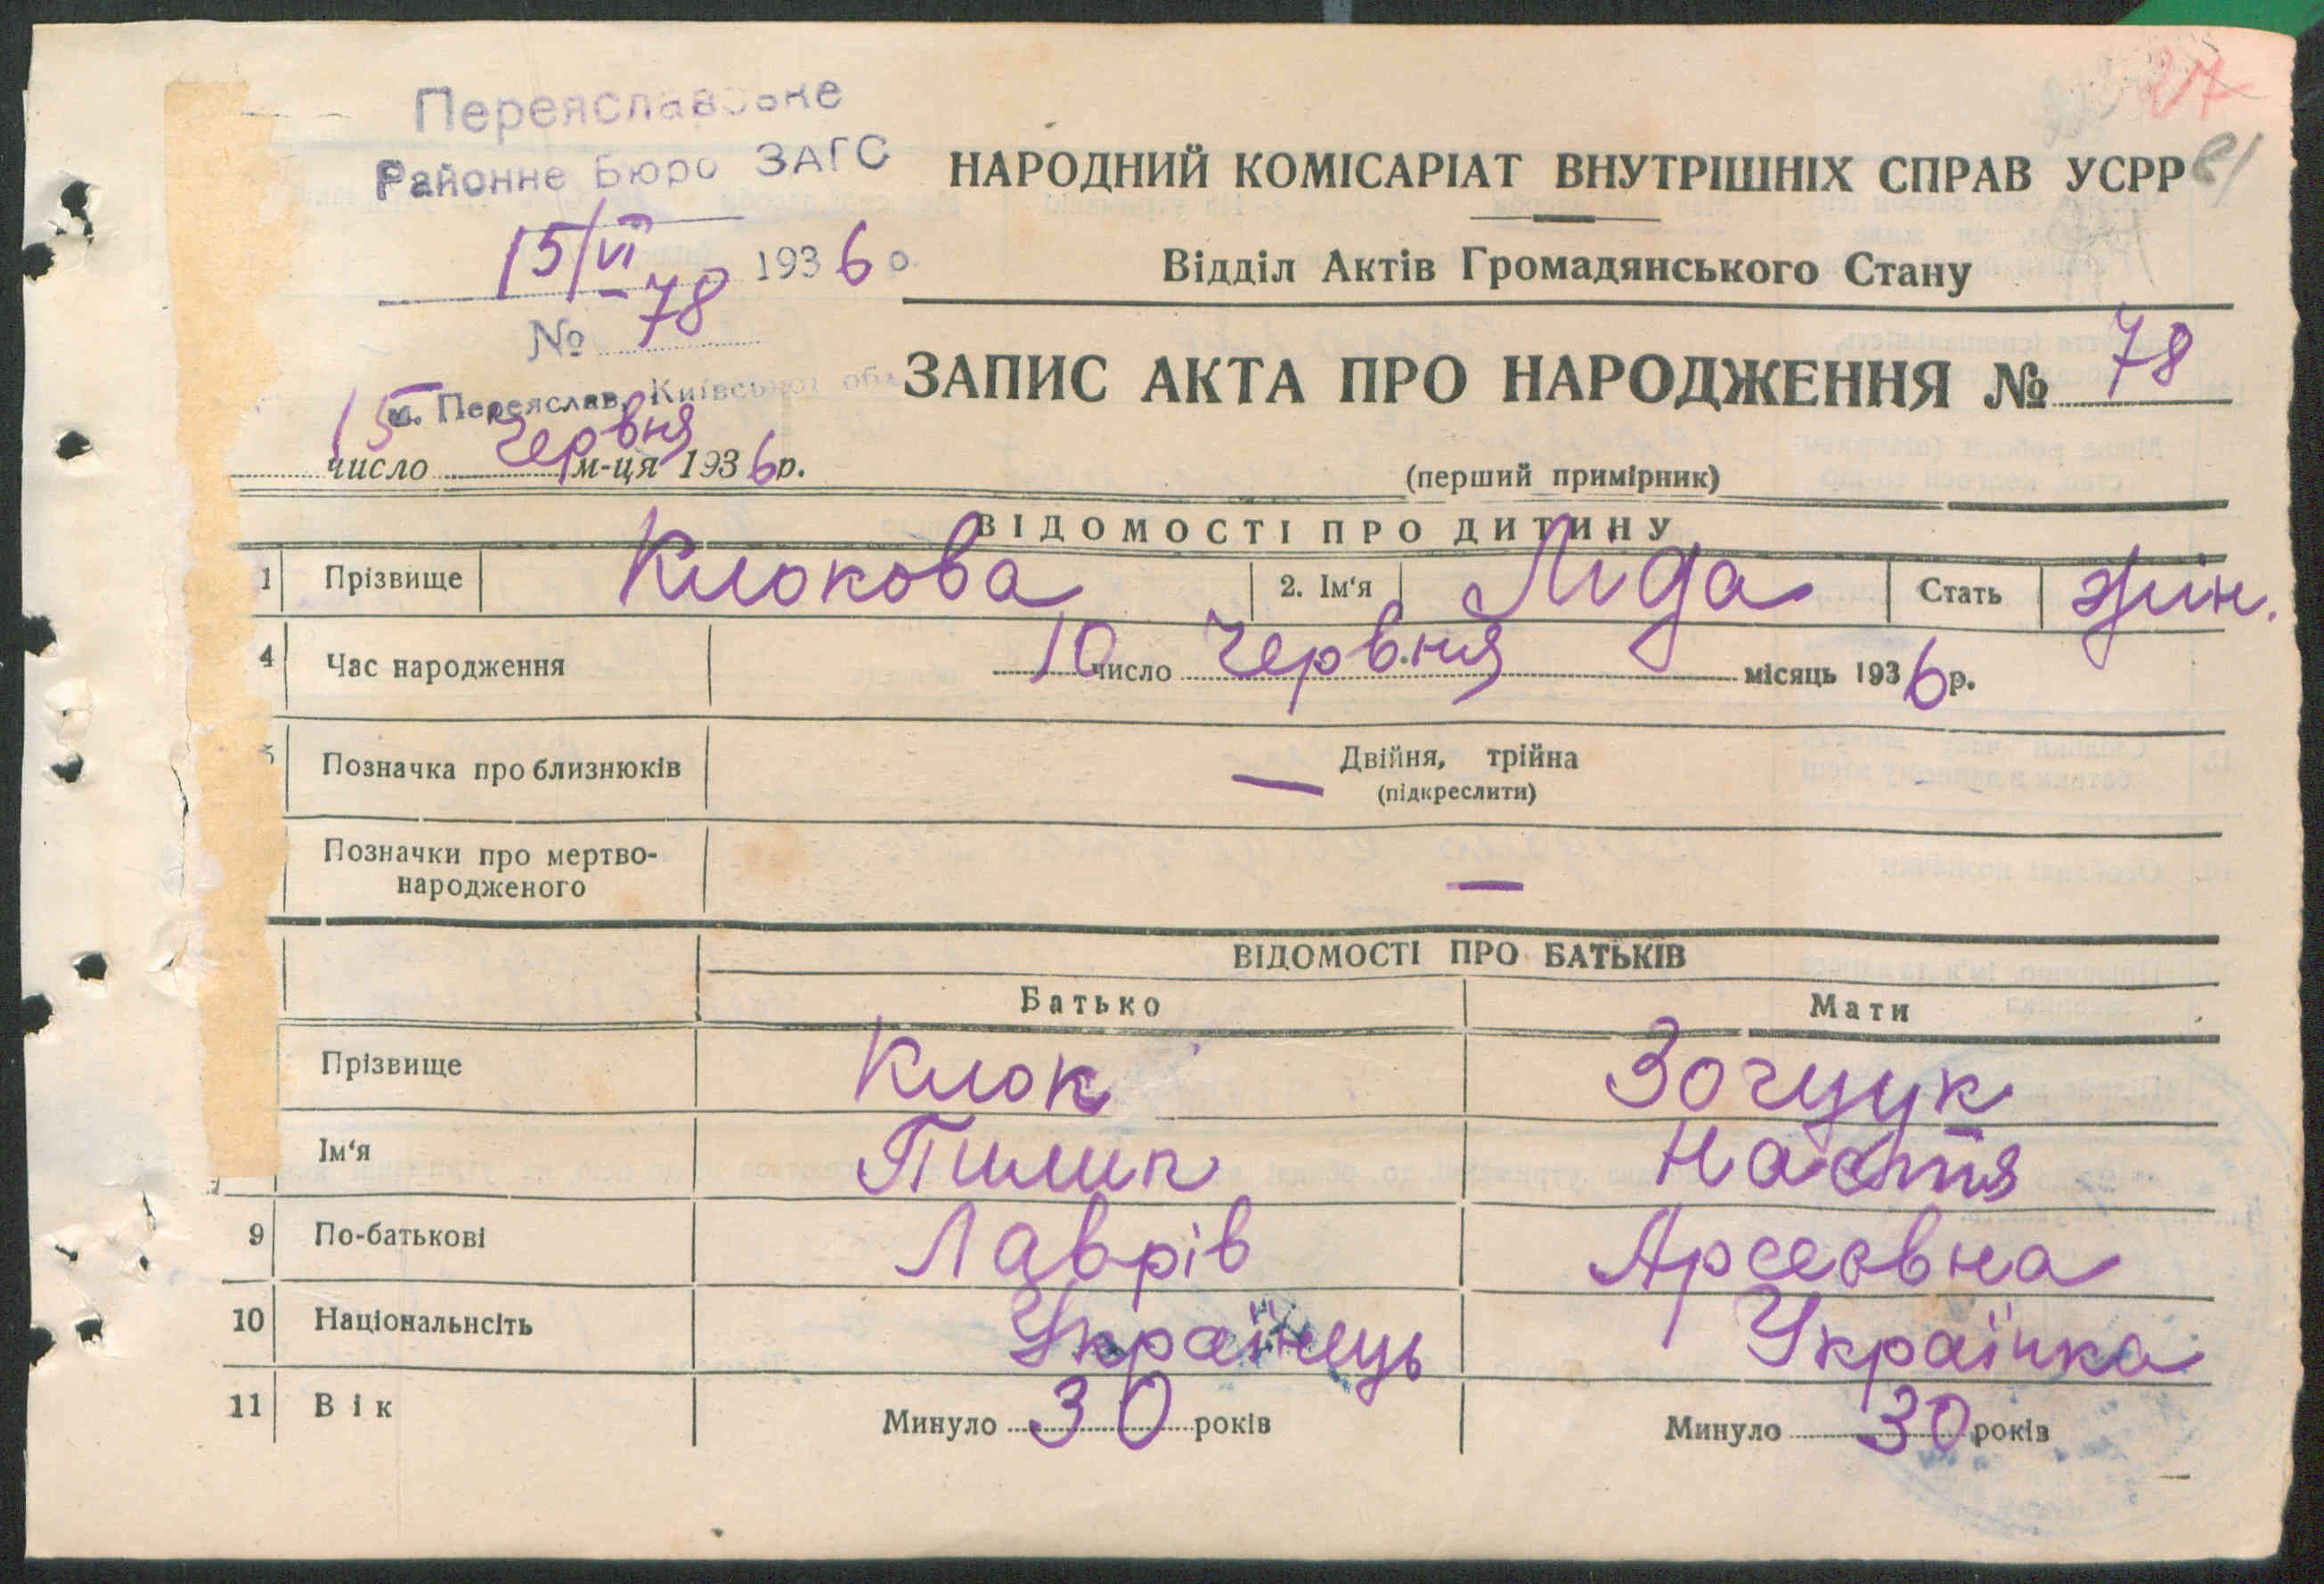 Переяславське
Районне Бюро ЗАГС
15/VI 1936 р.
№ 78
м. Переяслав, Київської обл.
15 число Червня м-ця 1936 р.
27
НАРОДНИЙ КОМІСАРІАТ ВНУТРІШНІХ СПРАВ УСРР
Відділ Актів Громадянського Стану
ЗАПИС АКТА ПРО НАРОДЖЕННЯ № 78
(перший примірник)
ВІДОМОСТІ ПРО ДИТИНУ
1 Прізвище Клокова 2. Ім'я Ліда Стать жін.
4 Час народження 10 число Червня місяць 1936 р.
5 Позначка про близнюків — Двійня, трійна
(підкреслити)
Позначки про мертво-
народженого —
ВІДОМОСТІ ПРО БАТЬКІВ
Батько Мати
Прізвище Клок Зогуук
Ім'я Пилип Настя
9 По-батькові Лаврів
10 Національнсіть Українець Українка
11 Вік Минуло 30 років Минуло 30 років